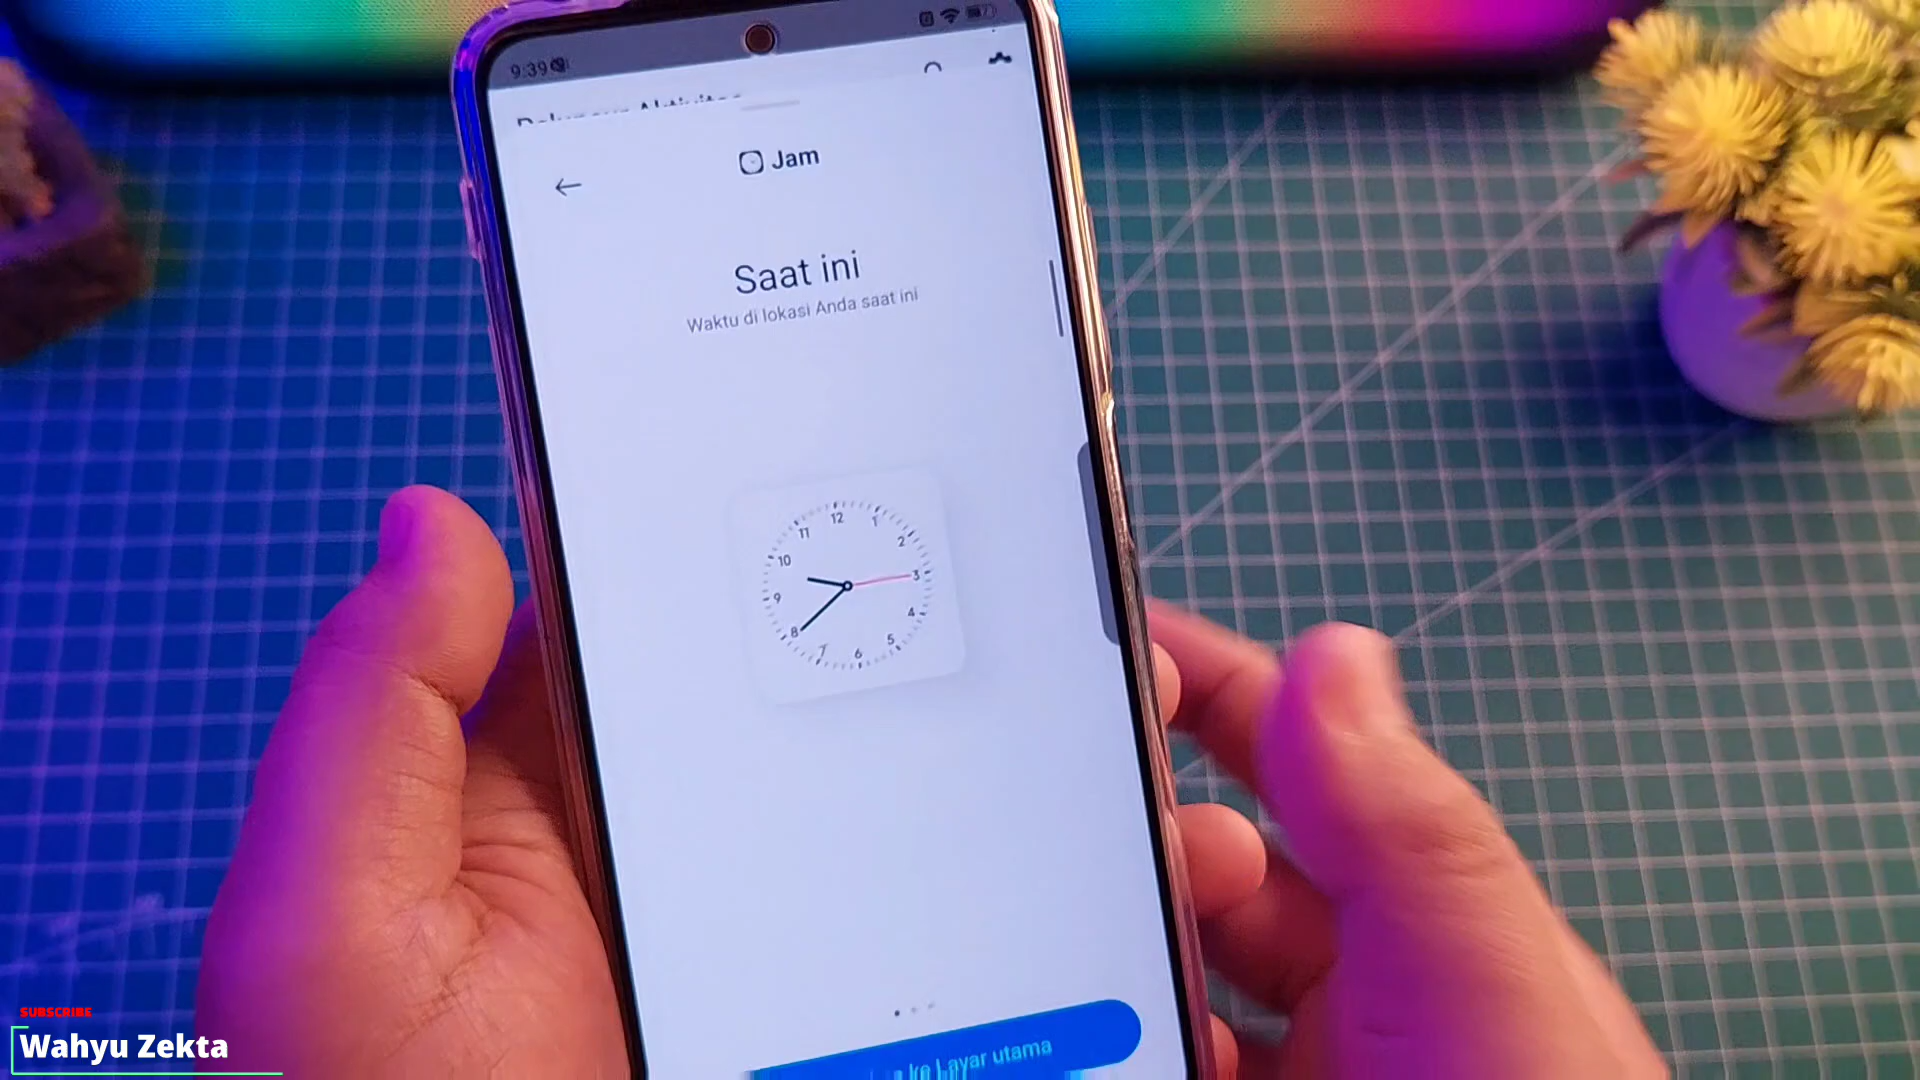 9:39
Jam
Saat ini
Waktu di lokasi Anda saat ini
12
1
2
3
4
5
6
7
8
9
10
11
ke Layar utama
SUBSCRIBE
Wahyu Zekta